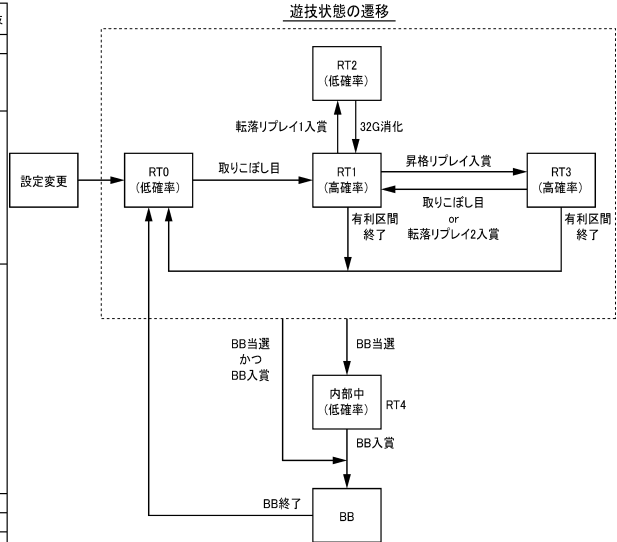 遊技状態の遷移
RT2
(低確率)
転落リプレイ1入賞
32G消化
設定変更
RT0
(低確率)
取りこぼし目
RT1
(高確率)
昇格リプレイ入賞
取りこぼし目
or
転落リプレイ2入賞
RT3
(高確率)
有利区間
終了
有利区間
終了
BB当選
かつ
BB入賞
BB当選
内部中
(低確率)
RT4
BB入賞
BB終了
BB